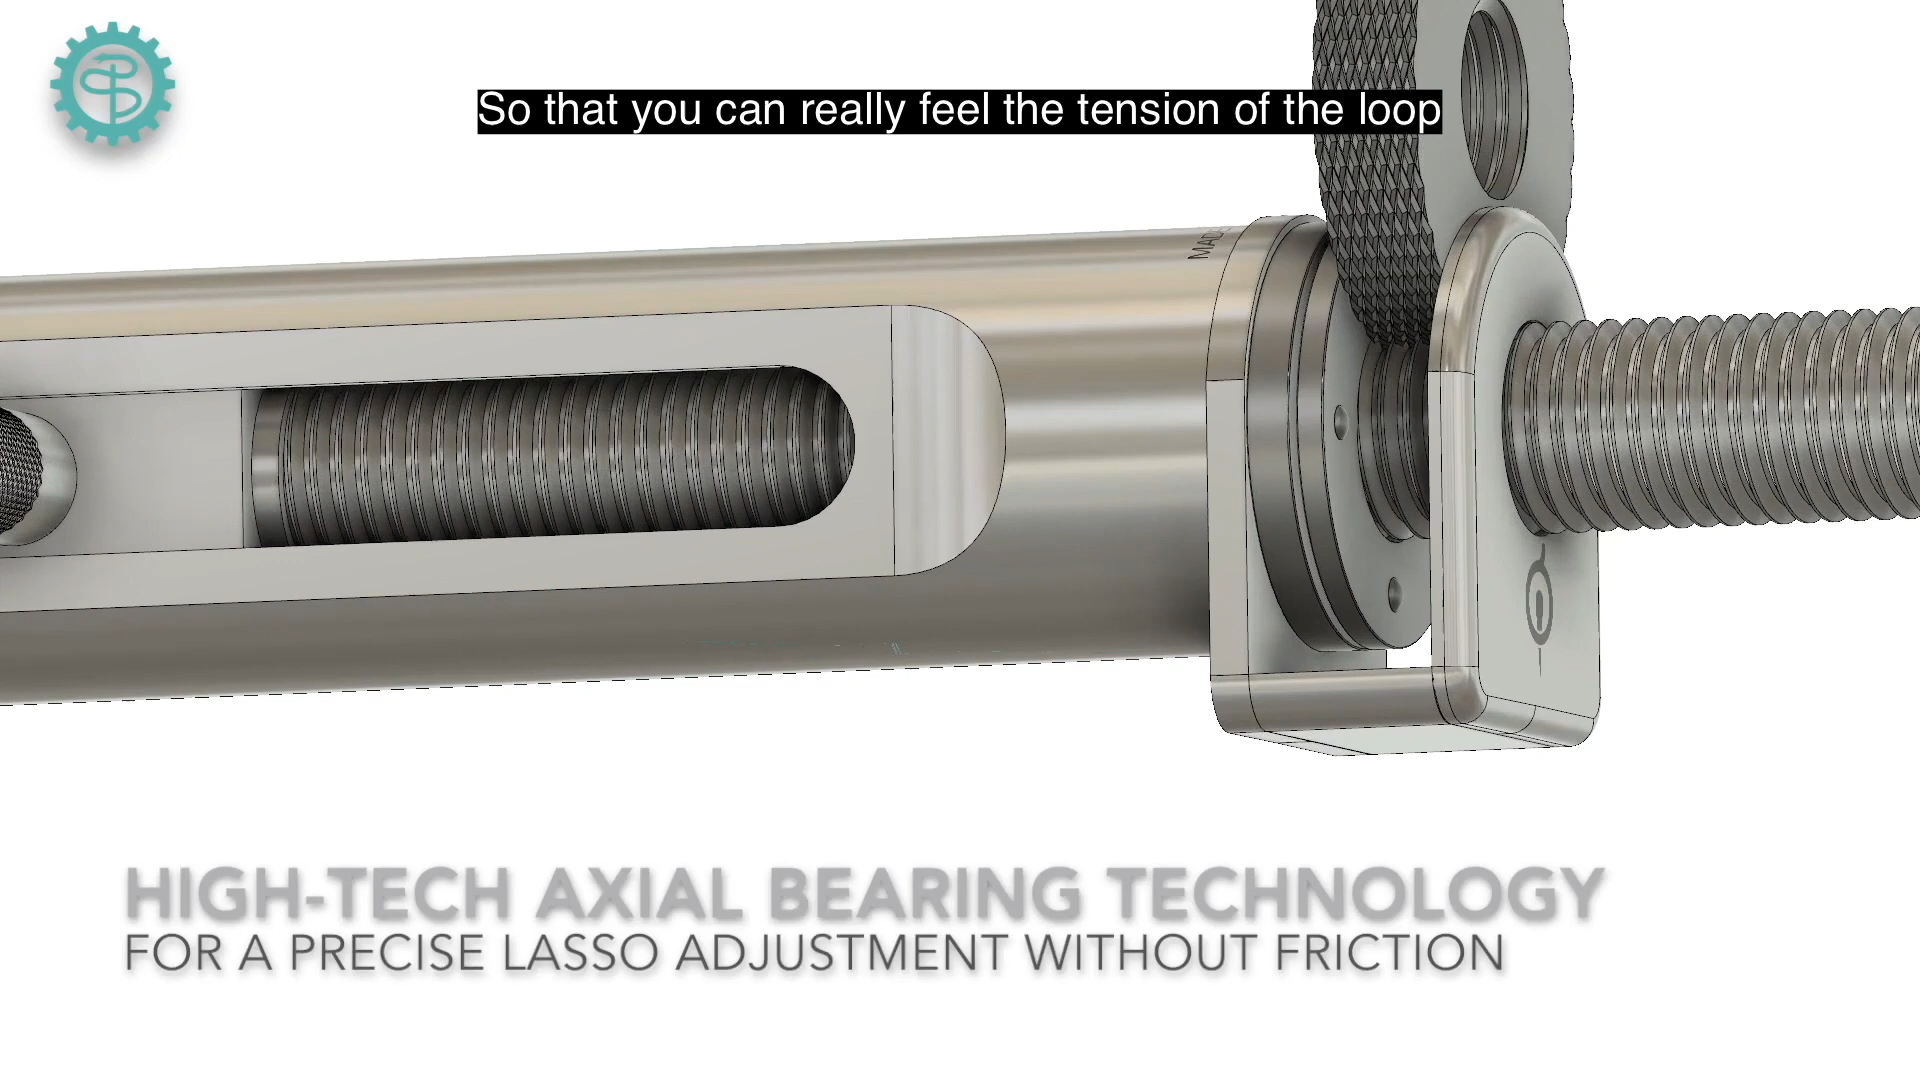 So that you can really feel the tension of the loop
HIGH-TECH AXIAL BEARING TECHNOLOGY
FOR A PRECISE LASSO ADJUSTMENT WITHOUT FRICTION